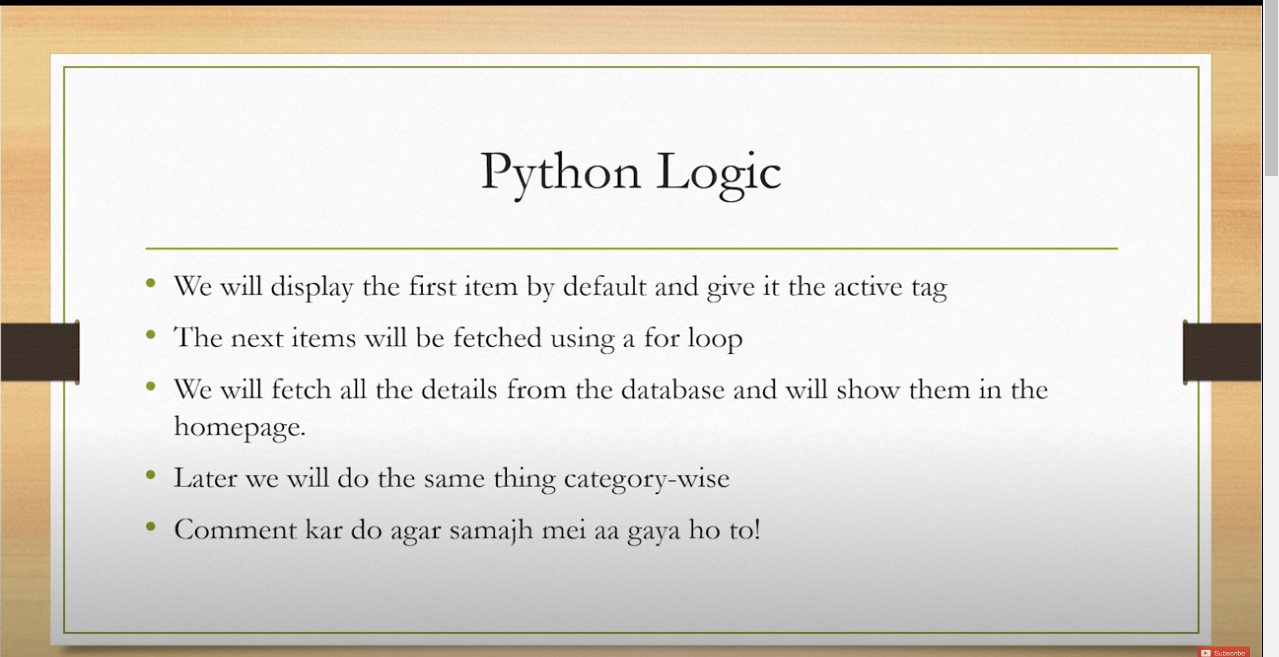 Python Logic
• We will display the first item by default and give it the active tag
• The next items will be fetched using a for loop
• We will fetch all the details from the database and will show them in the
homepage.
• Later we will do the same thing category-wise
• Comment kar do agar samajh mei aa gaya ho to!
Subscribe